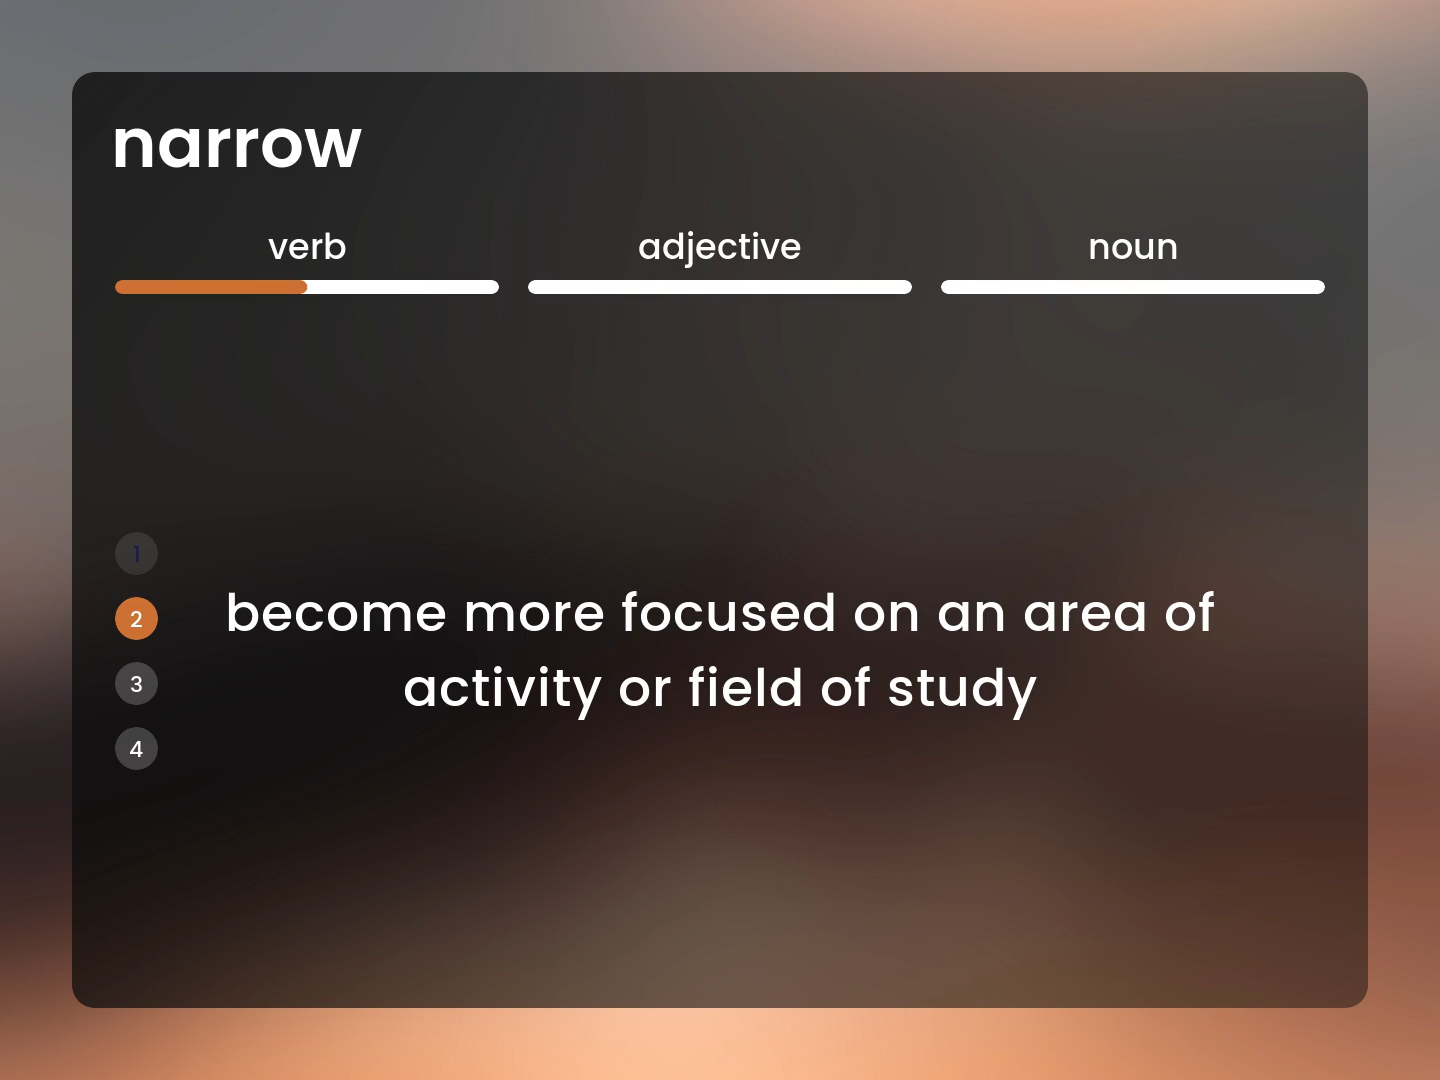 narrow
verb
adjective
noun
1
2
3
4
become more focused on an area of
activity or field of study